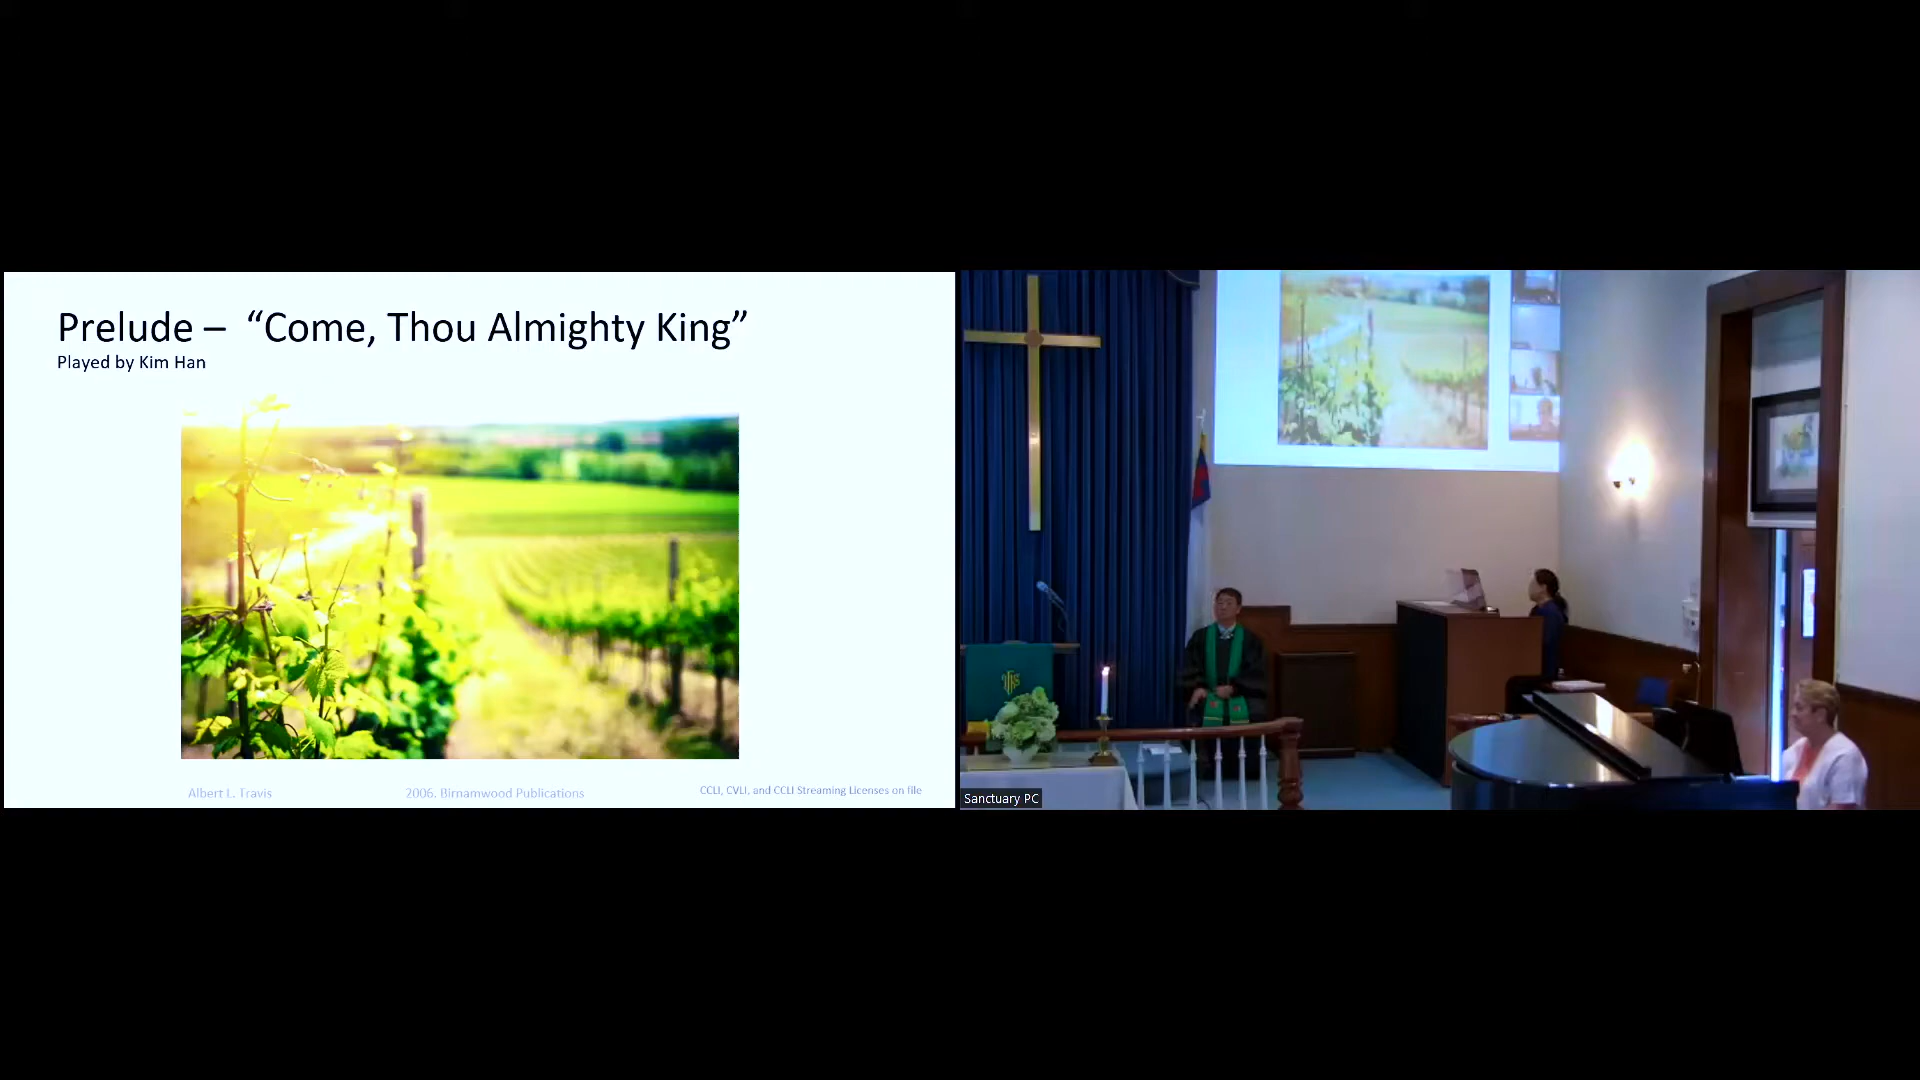 Prelude – “Come, Thou Almighty King”
Played by Kim Han
Albert L. Travis
2006. Birnamwood Publications
CCLI, CVLI, and CCLI Streaming Licenses on file
IHS
Sanctuary PC